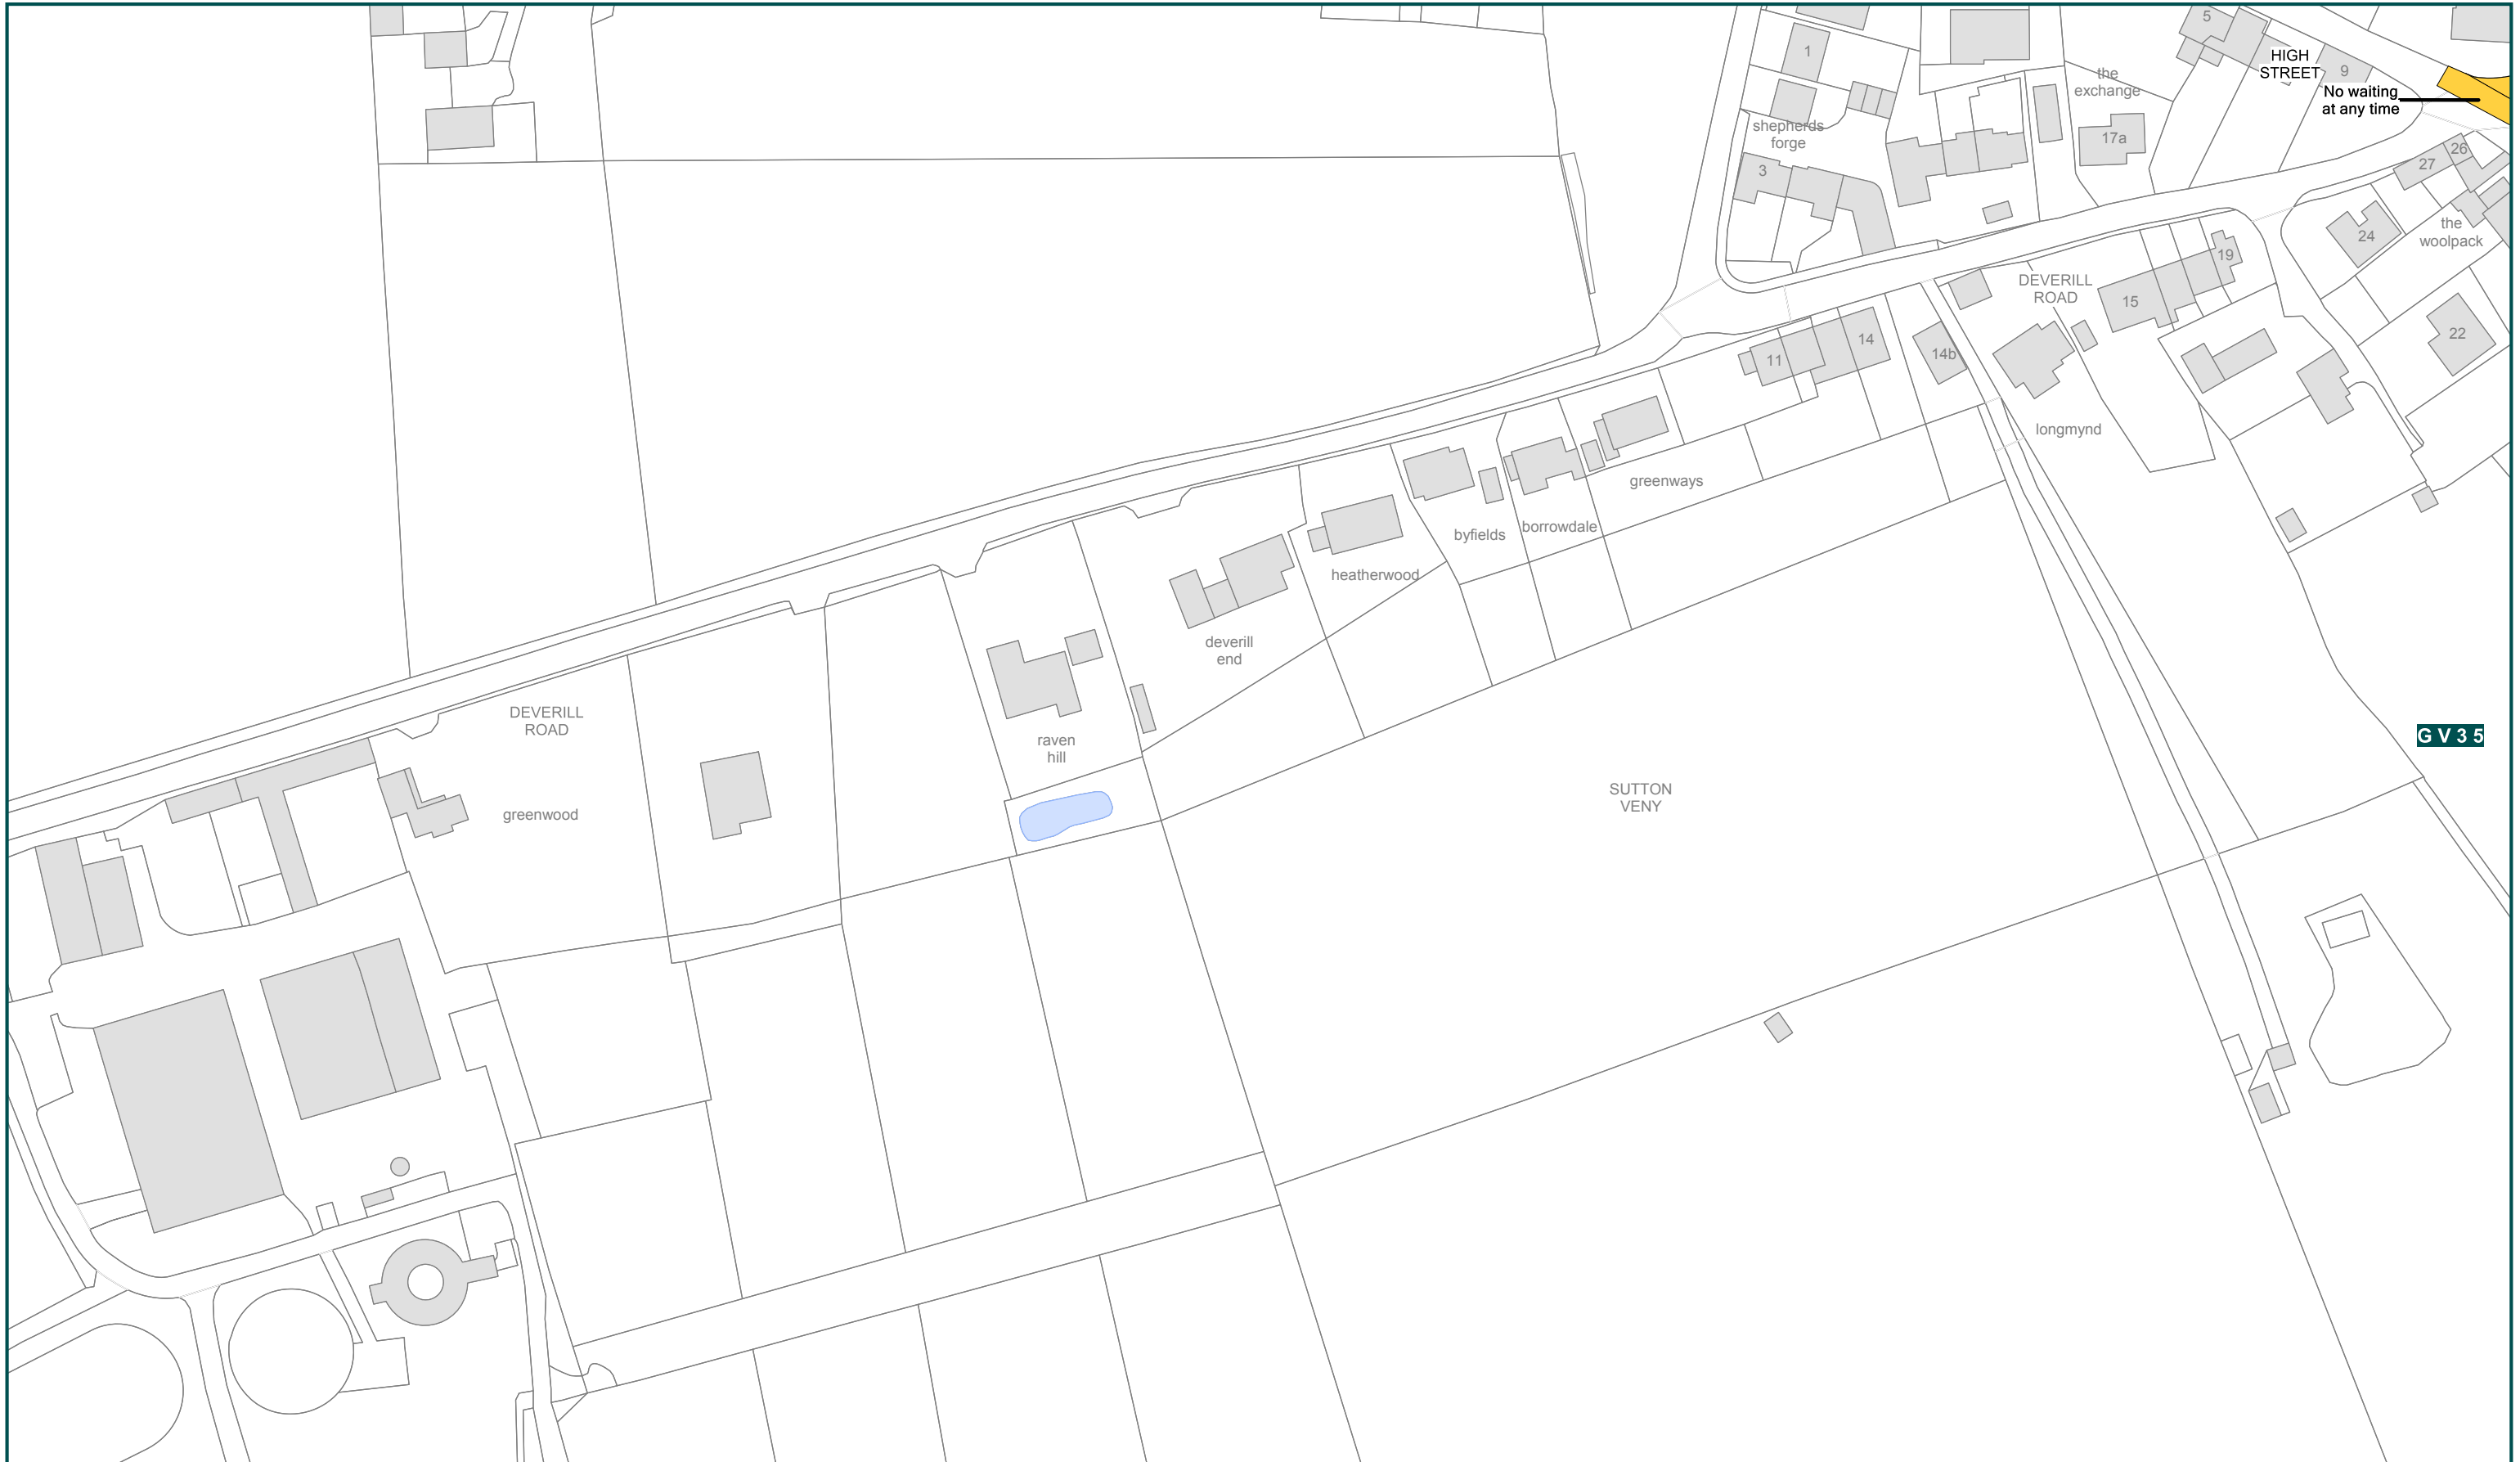 5
HIGH
STREET
9
No waiting
at any time
1
the
exchange
17a
shepherds
forge
3
26
27
24
the
woolpack
19
DEVERILL
ROAD
15
22
14
14b
11
longmynd
greenways
borrowdale
byfields
heatherwood
deverill
end
DEVERILL
ROAD
raven
hill
GV35
SUTTON
VENY
greenwood